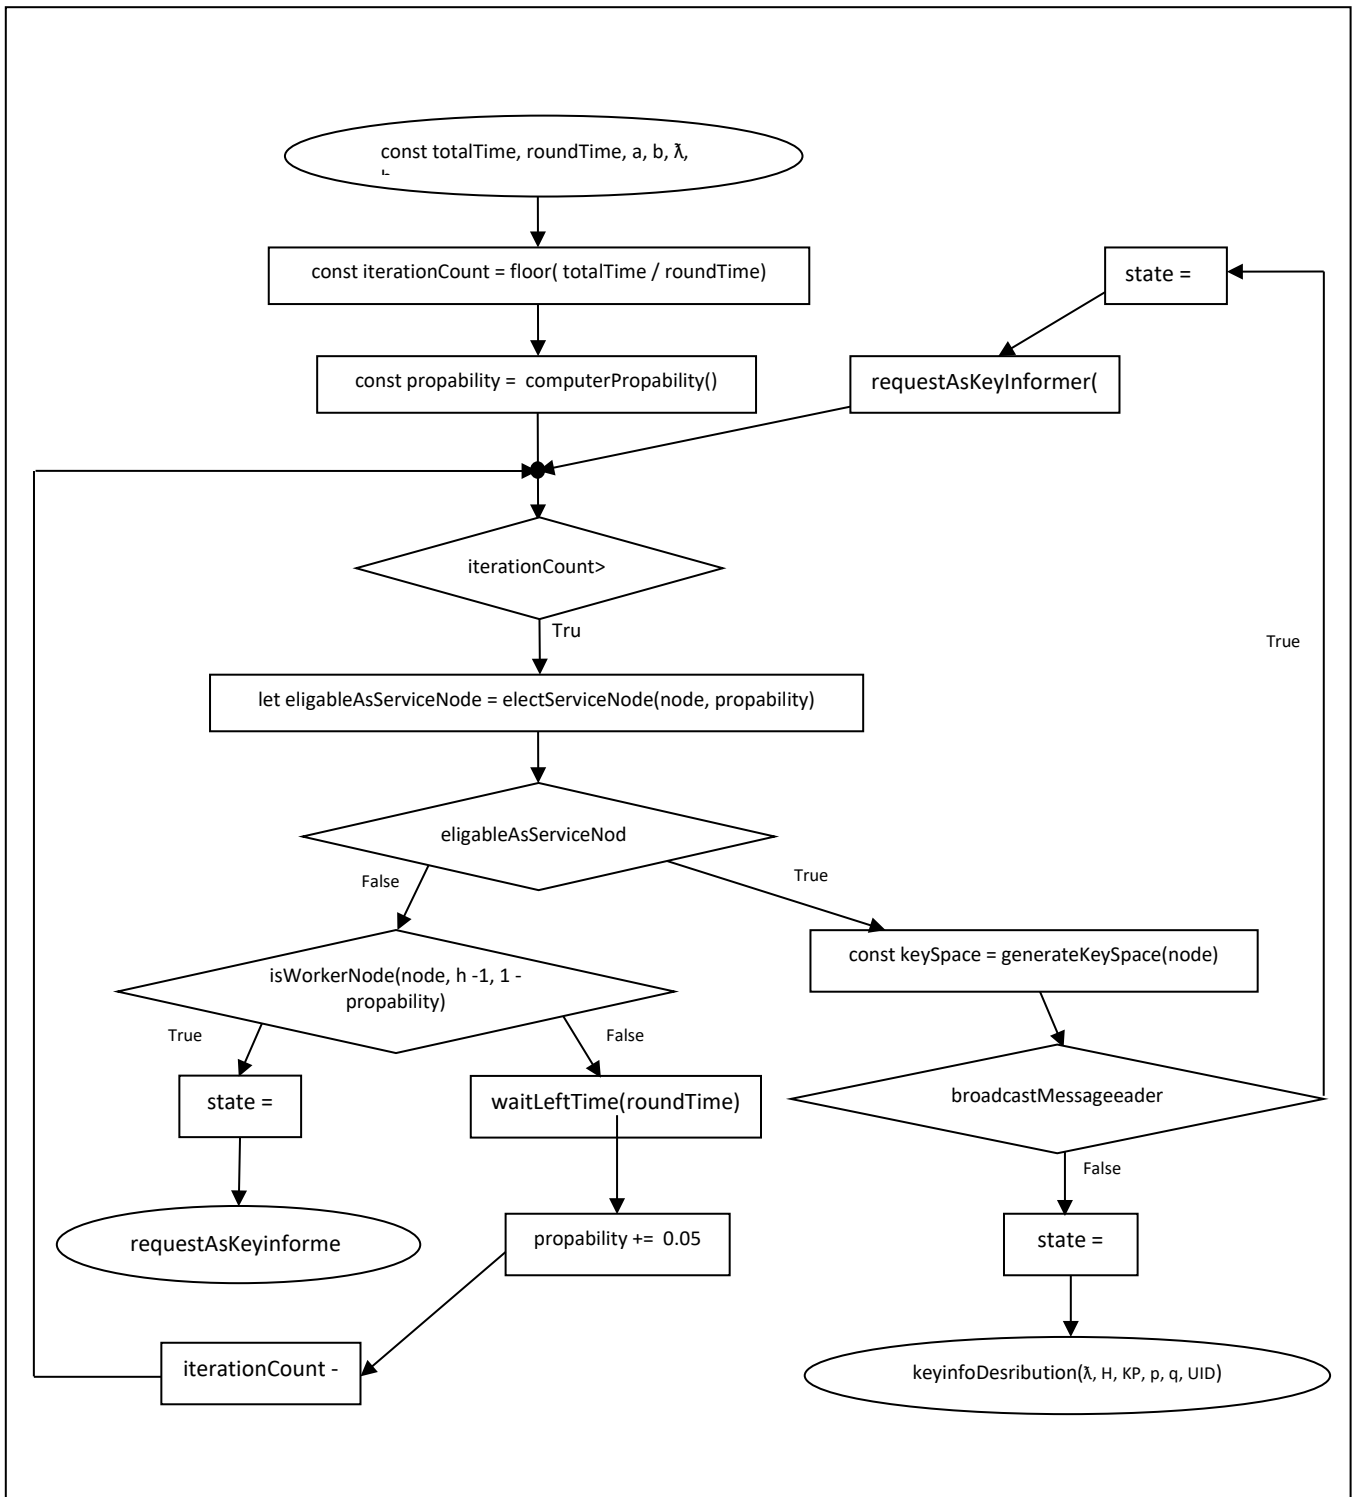 const totalTime, roundTime, a, b, ƛ,
const iterationCount = floor( totalTime / roundTime)
state =
const propability = computerPropability()
requestAsKeyInformer(
iterationCount>
Tru
True
let eligableAsServiceNode = electServiceNode(node, propability)
eligableAsServiceNod
False
True
const keySpace = generateKeySpace(node)
isWorkerNode(node, h -1, 1 -
propability)
True
False
state =
waitLeftTime(roundTime)
broadcastMessageeader
False
requestAsKeyinforme
propability += 0.05
state =
iterationCount -
keyinfoDesribution(ƛ, H, KP, p, q, UID)